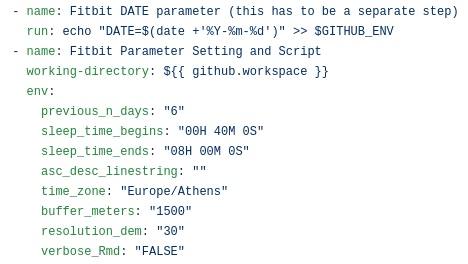 - name: Fitbit DATE parameter (this has to be a separate step)
  run: echo "DATE=$(date +'%Y-%m-%d')" >> $GITHUB_ENV
- name: Fitbit Parameter Setting and Script
  working-directory: ${{ github.workspace }}
  env:
    previous_n_days: "6"
    sleep_time_begins: "00H 40M 0S"
    sleep_time_ends: "08H 00M 0S"
    asc_desc_linestring: ""
    time_zone: "Europe/Athens"
    buffer_meters: "1500"
    resolution_dem: "30"
    verbose_Rmd: "FALSE"